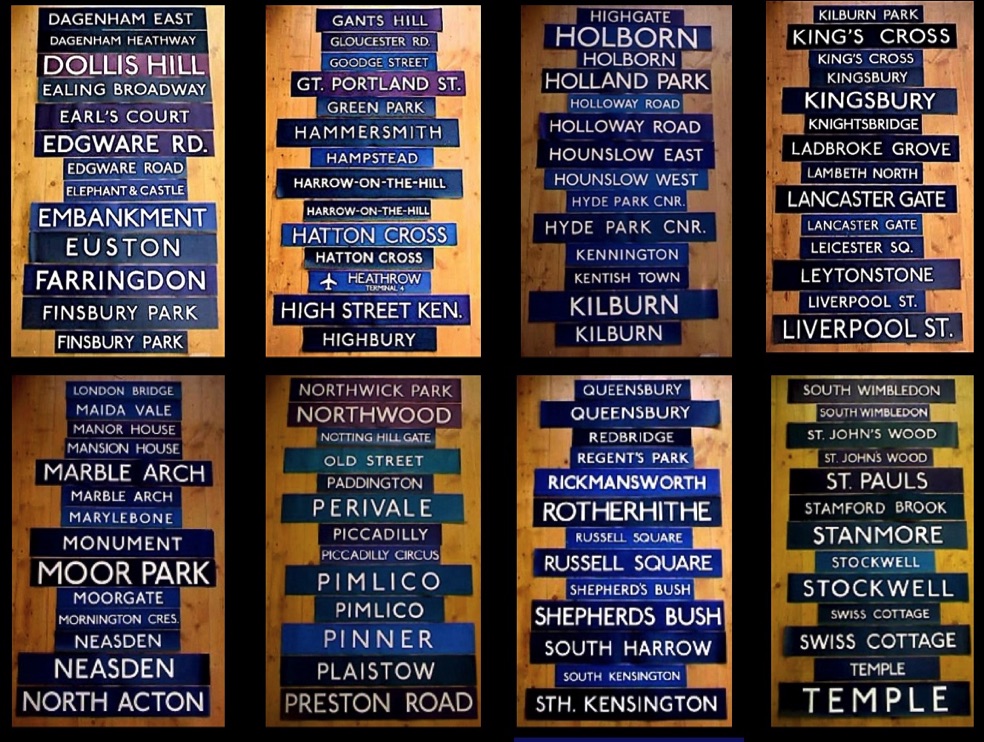 DAGENHAM EAST
DAGENHAM HEATHWAY
DOLLIS HILL
EALING BROADWAY
EARL'S COURT
EDGWARE RD.
EDGWARE ROAD
ELEPHANT & CASTLE
EMBANKMENT
EUSTON
FARRINGDON
FINSBURY PARK
FINSBURY PARK
GANTS HILL
GLOUCESTER RD.
GOODGE STREET
GT. PORTLAND ST.
GREEN PARK
HAMMERSMITH
HAMPSTEAD
HARROW-ON-THE-HILL
HARROW-ON-THE-HILL
HATTON CROSS
HATTON CROSS
HEATHROW
TERMINAL 4
HIGH STREET KEN.
HIGHBURY
HIGHGATE
HOLBORN
HOLBORN
HOLLAND PARK
HOLLOWAY ROAD
HOLLOWAY ROAD
HOUNSLOW EAST
HOUNSLOW WEST
HYDE PARK CNR.
HYDE PARK CNR.
KENNINGTON
KENTISH TOWN
KILBURN
KILBURN
KILBURN PARK
KING'S CROSS
KING'S CROSS
KINGSBURY
KINGSBURY
KNIGHTSBRIDGE
LADBROKE GROVE
LAMBETH NORTH
LANCASTER GATE
LANCASTER GATE
LEICESTER SQ.
LEYTONSTONE
LIVERPOOL ST.
LIVERPOOL ST.
LONDON BRIDGE
MAIDA VALE
MANOR HOUSE
MANSION HOUSE
MARBLE ARCH
MARBLE ARCH
MARYLEBONE
MONUMENT
MOOR PARK
MOORGATE
MORNINGTON CRES.
NEASDEN
NEASDEN
NORTH ACTON
NORTHWICK PARK
NORTHWOOD
NOTTING HILL GATE
OLD STREET
PADDINGTON
PERIVALE
PICCADILLY
PICCADILLY CIRCUS
PIMLICO
PIMLICO
PINNER
PLAISTOW
PRESTON ROAD
QUEENSBURY
QUEENSBURY
REDBRIDGE
REGENT'S PARK
RICKMANSWORTH
ROTHERHITHE
RUSSELL SQUARE
RUSSELL SQUARE
SHEPHERD'S BUSH
SHEPHERDS BUSH
SOUTH HARROW
SOUTH KENSINGTON
STH. KENSINGTON
SOUTH WIMBLEDON
SOUTH WIMBLEDON
ST. JOHN'S WOOD
ST. JOHN'S WOOD
ST. PAULS
STAMFORD BROOK
STANMORE
STOCKWELL
STOCKWELL
SWISS COTTAGE
SWISS COTTAGE
TEMPLE
TEMPLE